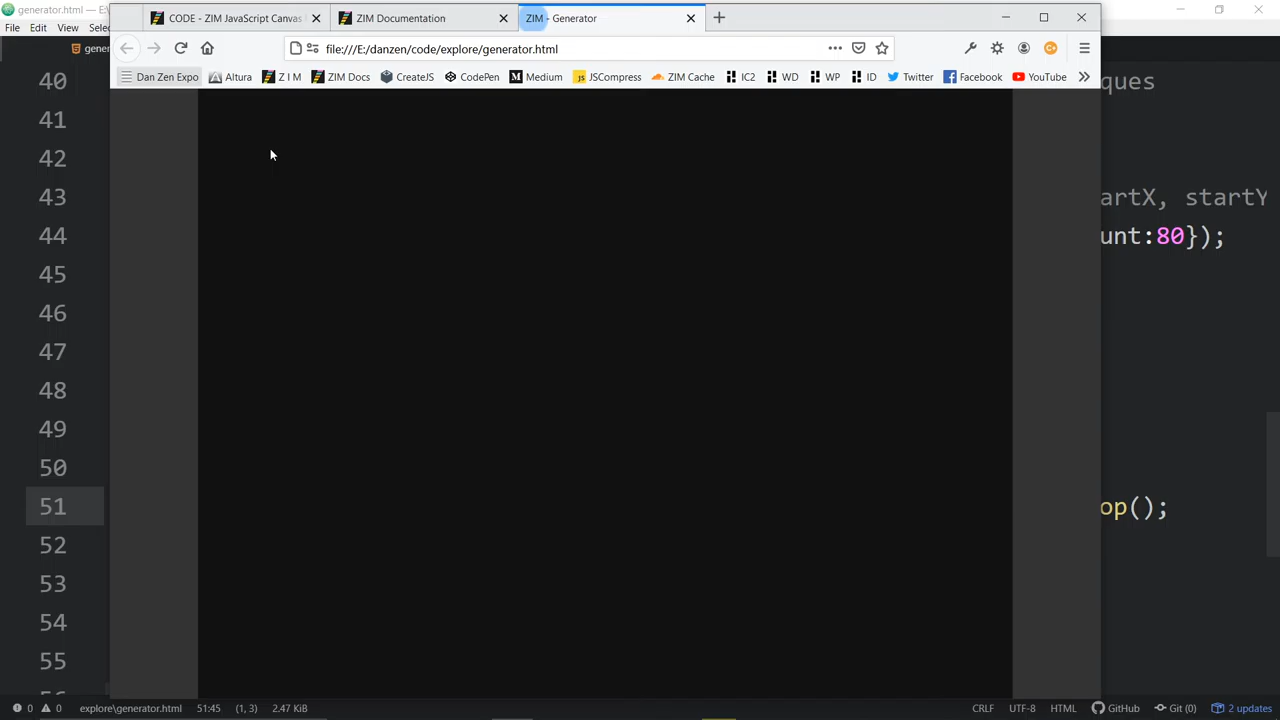 generator.html —
File Edit View Selec
gener
CODE - ZIM JavaScript Canvas
ZIM Documentation
ZIM - Generator
file:///E:/danzen/code/explore/generator.html
Dan Zen Expo Altura Z I M ZIM Docs CreateJS CodePen Medium JSCompress ZIM Cache IC2 WD WP ID Twitter Facebook YouTube
40 ques
41
42
43 artX, startY
44 unt:80});
45
46
47
48
49
50
51 op();
52
53
54
55
0 0 explore\generator.html 51:45 (1, 3) 2.47 KiB CRLF UTF-8 HTML GitHub Git (0) 2 updates